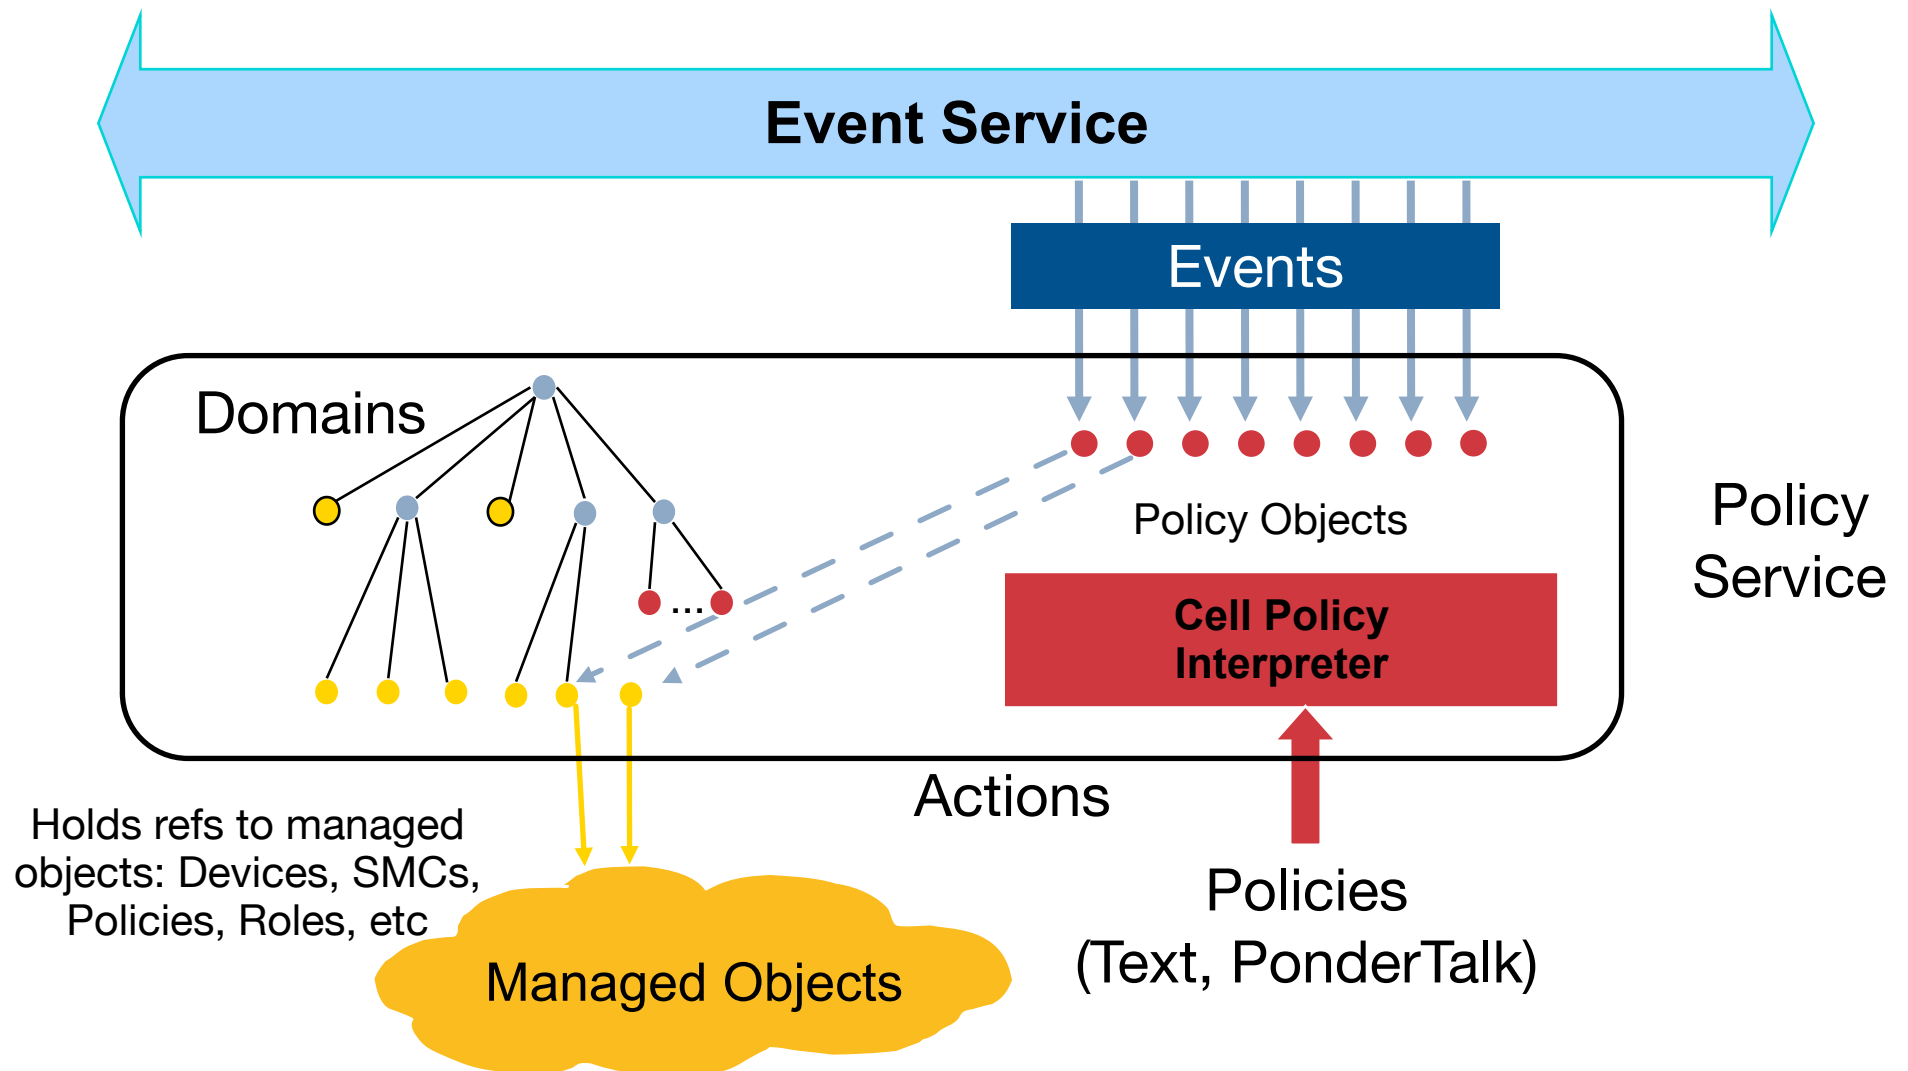 Event Service
Events
Domains
Policy Objects
Policy
Service
Cell Policy
Interpreter
...
Actions
Holds refs to managed
objects: Devices, SMCs,
Policies, Roles, etc
Policies
(Text, PonderTalk)
Managed Objects